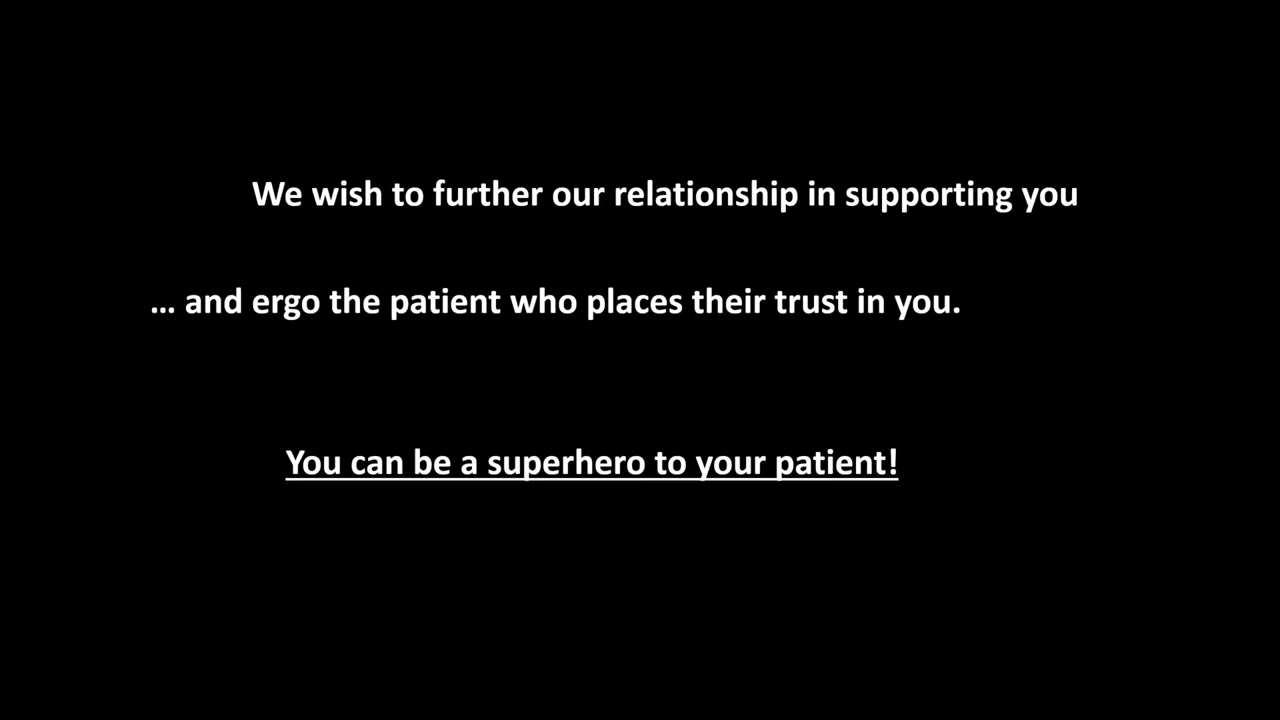 We wish to further our relationship in supporting you
… and ergo the patient who places their trust in you.
You can be a superhero to your patient!